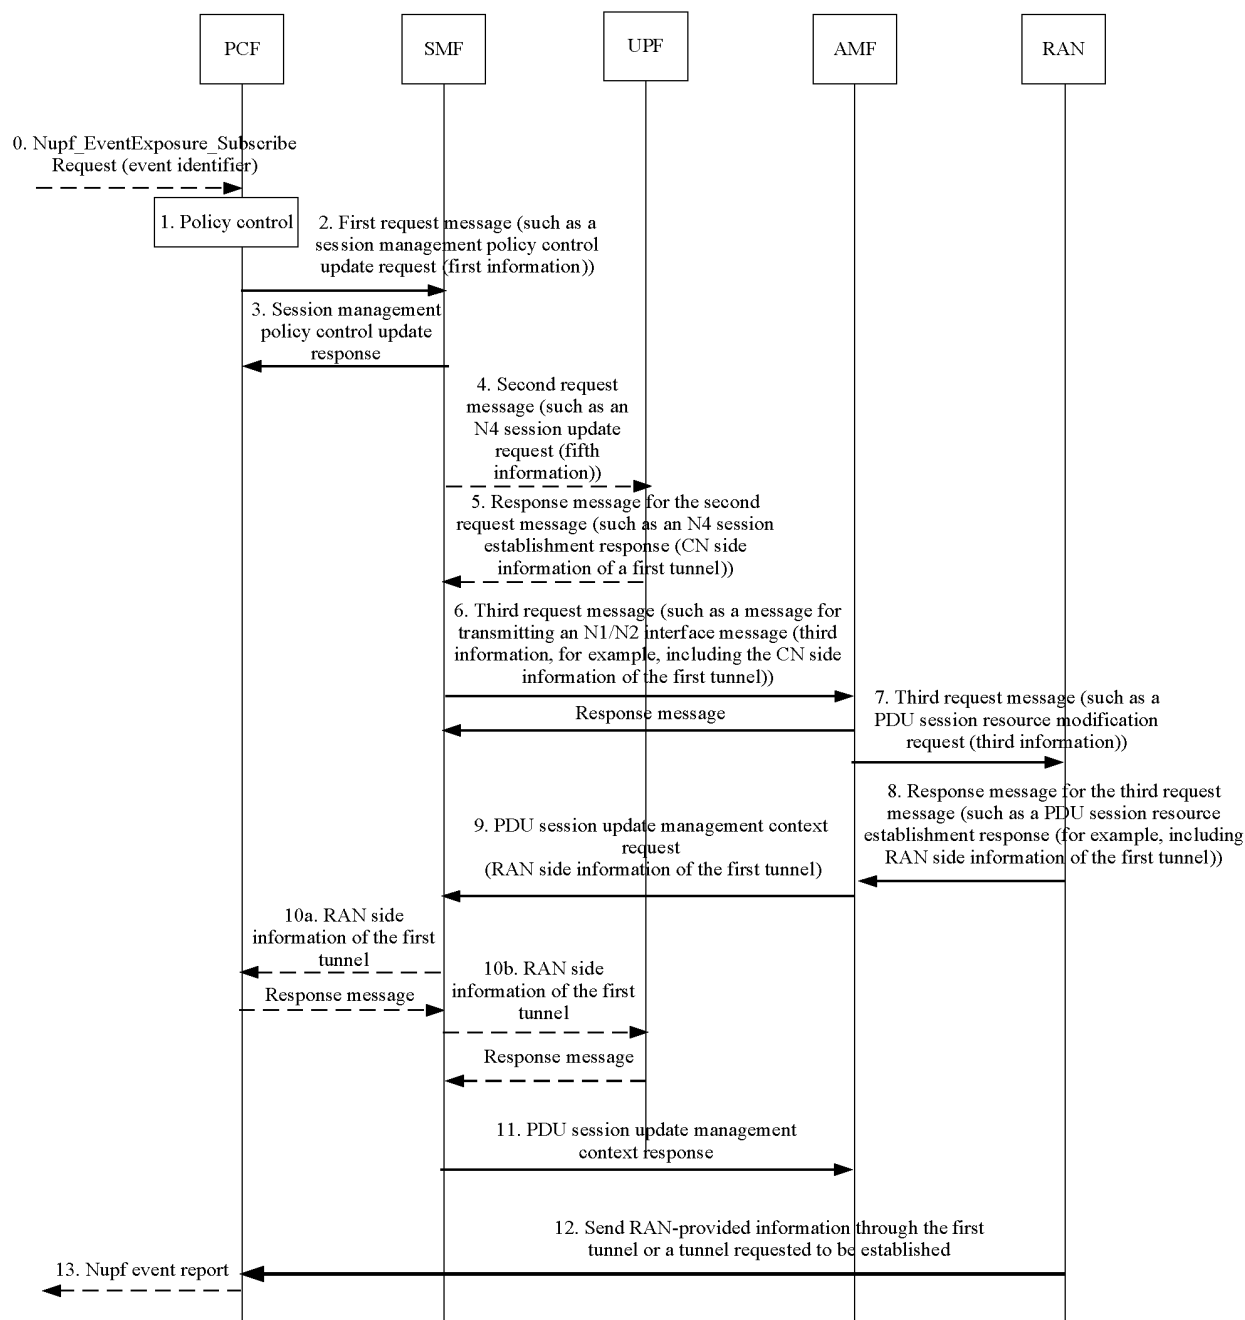 PCF
SMF
UPF
AMF
RAN
0. Nupf_EventExposure_Subscribe
Request (event identifier)
1. Policy control
2. First request message (such as a
session management policy control
update request (first information))
3. Session management
policy control update
response
4. Second request
message (such as an
N4 session update
request (fifth
information))
5. Response message for the second
request message (such as an N4 session
establishment response (CN side
information of a first tunnel))
6. Third request message (such as a message for
transmitting an N1/N2 interface message (third
information, for example, including the CN side
information of the first tunnel))
Response message
7. Third request message (such as a
PDU session resource modification
request (third information))
8. Response message for the third request
message (such as a PDU session resource
establishment response (for example, including
RAN side information of the first tunnel))
9. PDU session update management context
request
(RAN side information of the first tunnel)
10a. RAN side
information of the first
tunnel
Response message
10b. RAN side
information of the first
tunnel
Response message
11. PDU session update management
context response
12. Send RAN-provided information through the first
tunnel or a tunnel requested to be established
13. Nupf event report